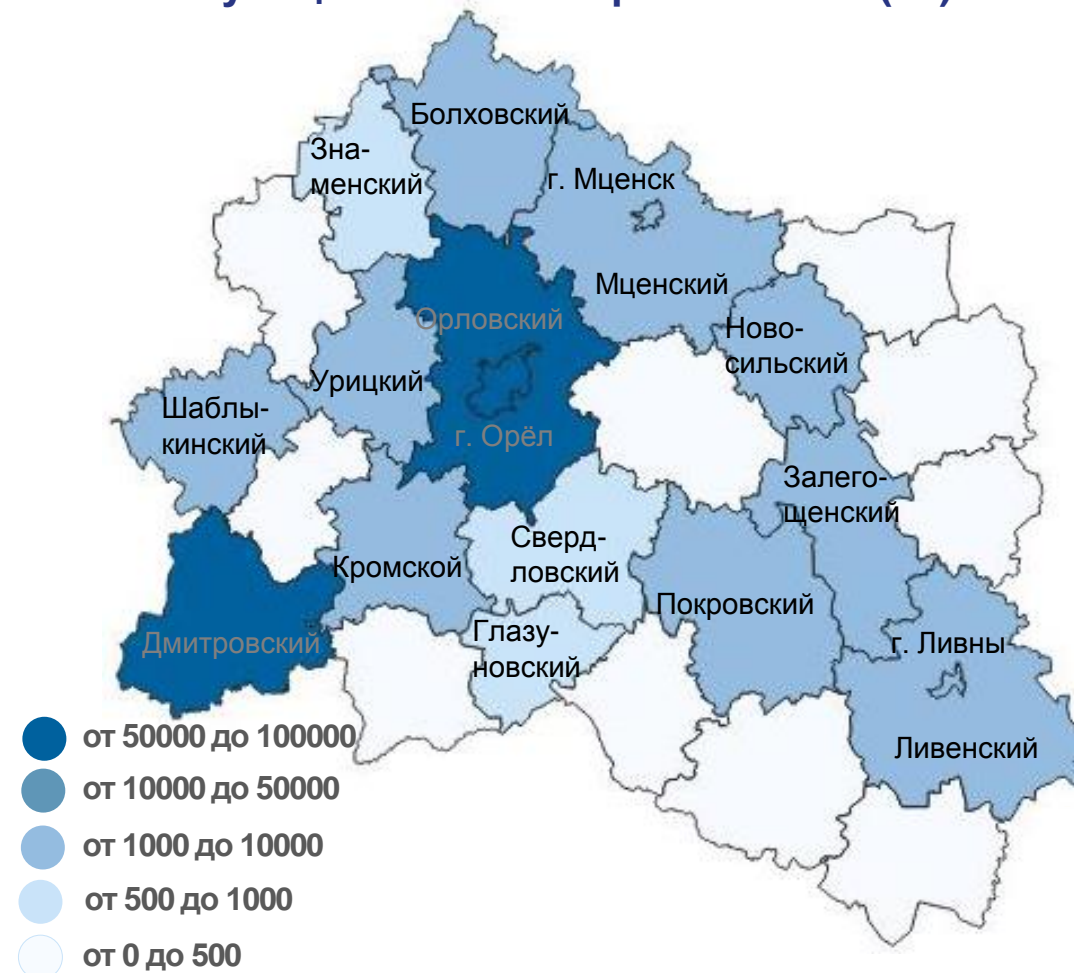 Болховский
Зна-
менский
г. Мценск
Мценский
Ново-
сильский
Орловский
Урицкий
Шаблы-
кинский
г. Орёл
Залего-
щенский
Сверд-
ловский
Кромской
Покровский
Дмитровский
Глазу-
новский
г. Ливны
Ливенский
от 50000 до 100000
от 10000 до 50000
от 1000 до 10000
от 500 до 1000
от 0 до 500